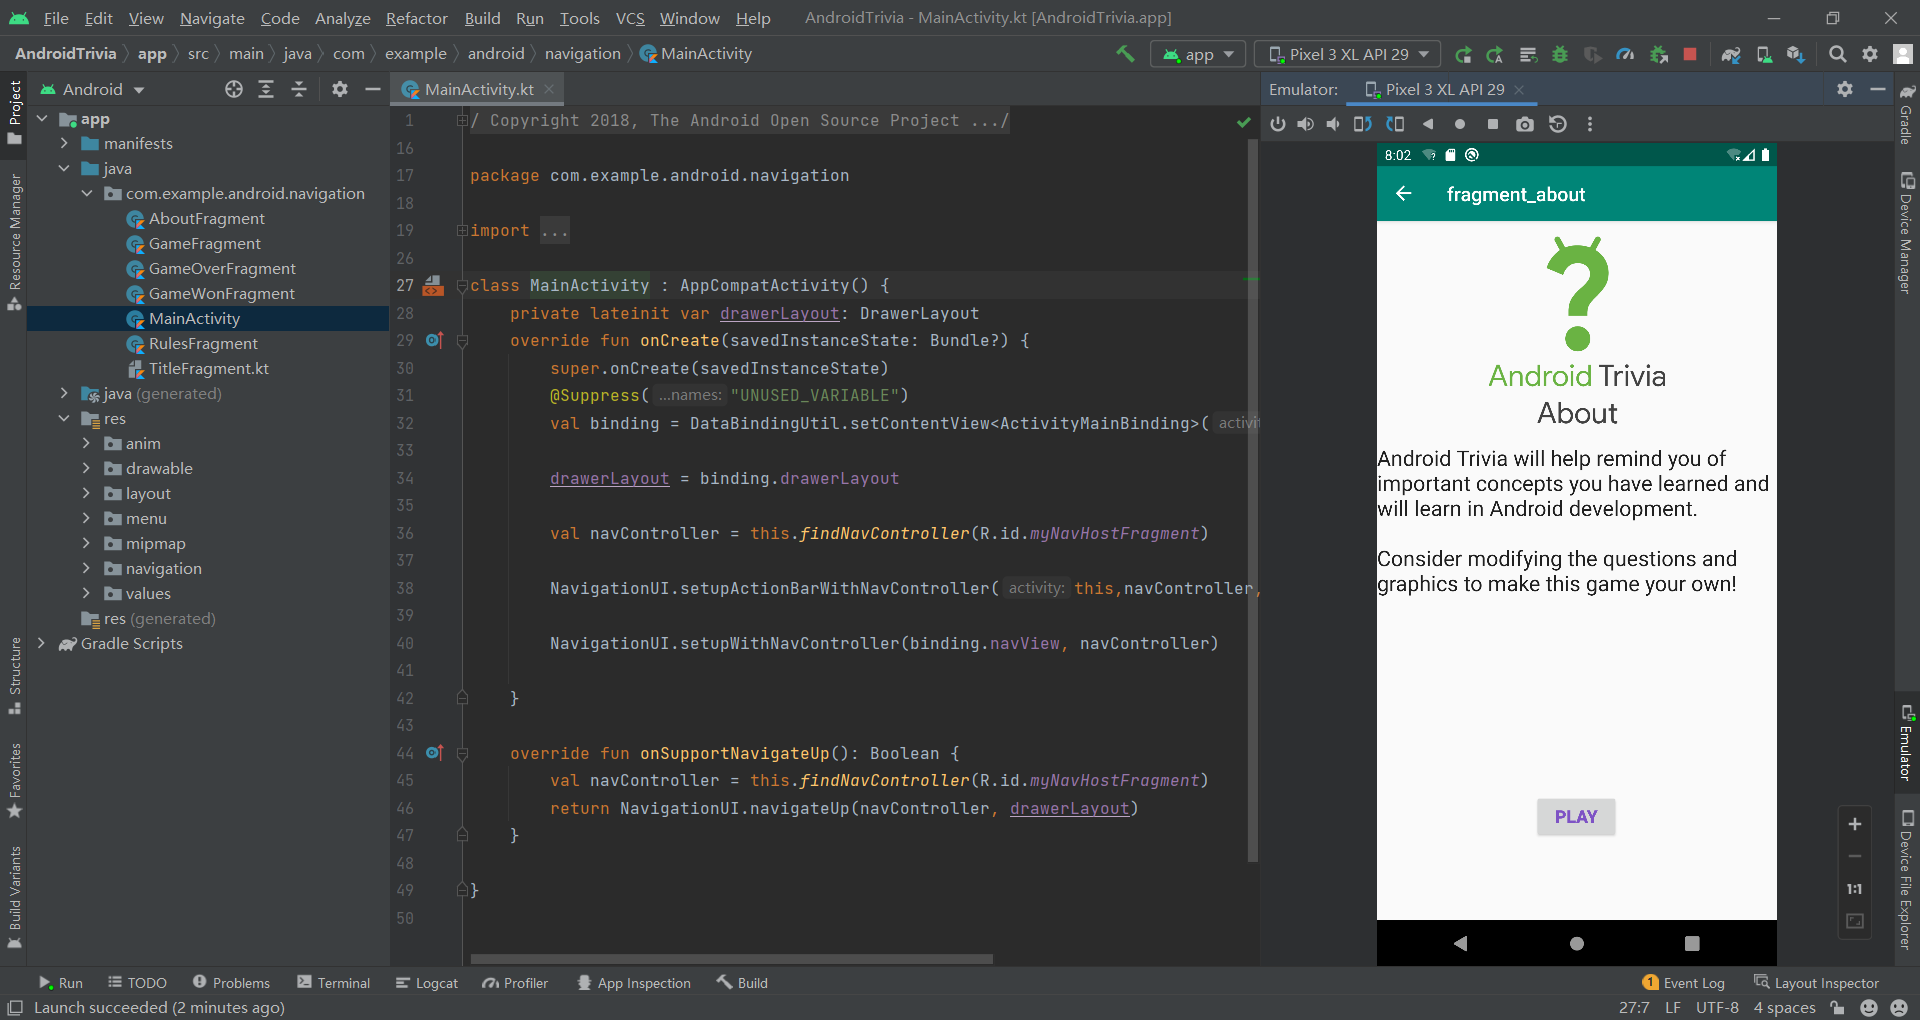 File Edit View Navigate Code Analyze Refactor Build Run Tools VCS Window Help AndroidTrivia - MainActivity.kt [AndroidTrivia.app]
AndroidTrivia app src main java com example android navigation MainActivity app Pixel 3 XL API 29
Android
MainActivity.kt
Emulator: Pixel 3 XL API 29
Project
Resource Manager
Structure
Favorites
Build Variants
app
manifests
java
com.example.android.navigation
AboutFragment
GameFragment
GameOverFragment
GameWonFragment
MainActivity
RulesFragment
TitleFragment.kt
java (generated)
res
anim
drawable
layout
menu
mipmap
navigation
values
res (generated)
Gradle Scripts
1 / Copyright 2018, The Android Open Source Project .../
16
17 package com.example.android.navigation
18
19 import ...
26
27 class MainActivity : AppCompatActivity() {
28 private lateinit var drawerLayout: DrawerLayout
29 override fun onCreate(savedInstanceState: Bundle?) {
30 super.onCreate(savedInstanceState)
31 @Suppress( ...names: "UNUSED_VARIABLE")
32 val binding = DataBindingUtil.setContentView<ActivityMainBinding>( activit
33
34 drawerLayout = binding.drawerLayout
35
36 val navController = this.findNavController(R.id.myNavHostFragment)
37
38 NavigationUI.setupActionBarWithNavController( activity: this,navController,
39
40 NavigationUI.setupWithNavController(binding.navView, navController)
41
42 }
43
44 override fun onSupportNavigateUp(): Boolean {
45 val navController = this.findNavController(R.id.myNavHostFragment)
46 return NavigationUI.navigateUp(navController, drawerLayout)
47 }
48
49 }
50
8:02
fragment_about
Android Trivia
About
Android Trivia will help remind you of
important concepts you have learned and
will learn in Android development.
Consider modifying the questions and
graphics to make this game your own!
PLAY
1:1
Gradle
Device Manager
Emulator
Device File Explorer
Run TODO Problems Terminal Logcat Profiler App Inspection Build 1 Event Log Layout Inspector
Launch succeeded (2 minutes ago) 27:7 LF UTF-8 4 spaces